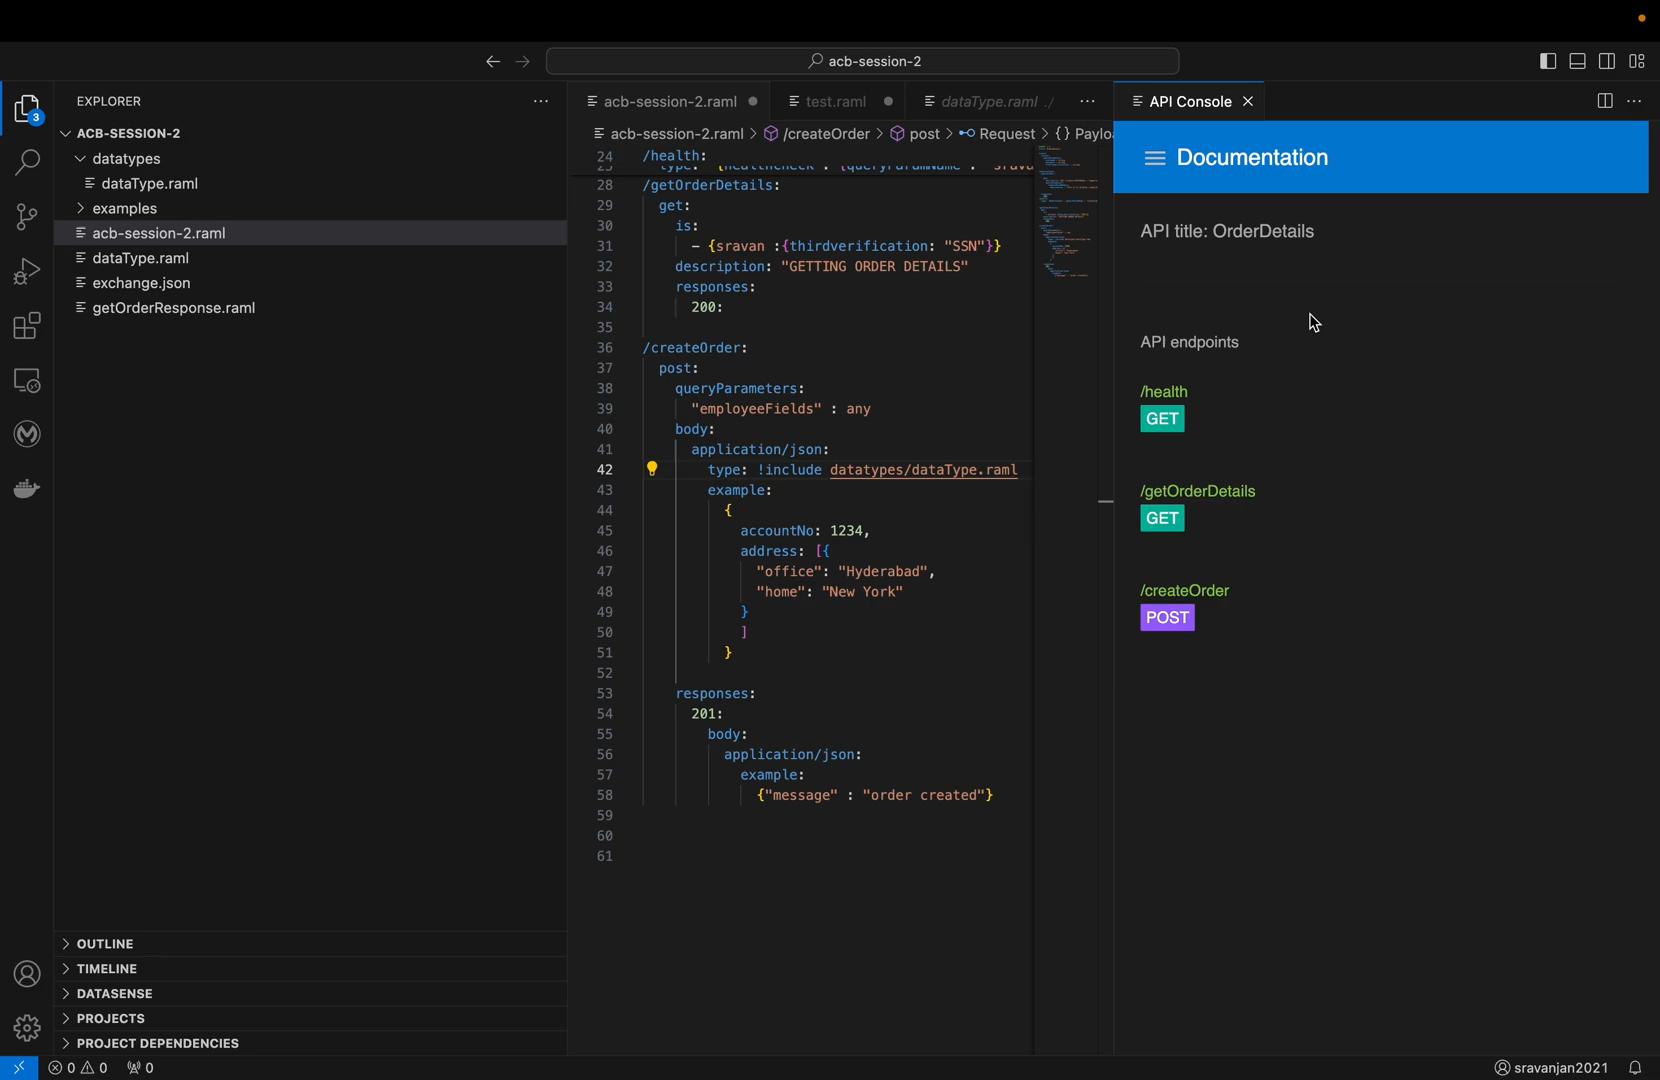 acb-session-2
EXPLORER
ACB-SESSION-2
datatypes
dataType.raml
examples
acb-session-2.raml
dataType.raml
exchange.json
getOrderResponse.raml
OUTLINE
TIMELINE
DATASENSE
PROJECTS
PROJECT DEPENDENCIES
3
acb-session-2.raml
test.raml
dataType.raml ./
acb-session-2.raml > /createOrder > post > Request > {} Paylo
24 /health:
25
28 /getOrderDetails:
29 get:
30 is:
31 - {sravan :{thirdverification: "SSN"}}
32 description: "GETTING ORDER DETAILS"
33 responses:
34 200:
35
36 /createOrder:
37 post:
38 queryParameters:
39 "employeeFields" : any
40 body:
41 application/json:
42 type: !include datatypes/dataType.raml
43 example:
44 {
45 accountNo: 1234,
46 address: [{
47 "office": "Hyderabad",
48 "home": "New York"
49 }
50 ]
51 }
52
53 responses:
54 201:
55 body:
56 application/json:
57 example:
58 {"message" : "order created"}
59
60
61
API Console
Documentation
API title: OrderDetails
API endpoints
/health
GET
/getOrderDetails
GET
/createOrder
POST
0 0 0
sravanjan2021